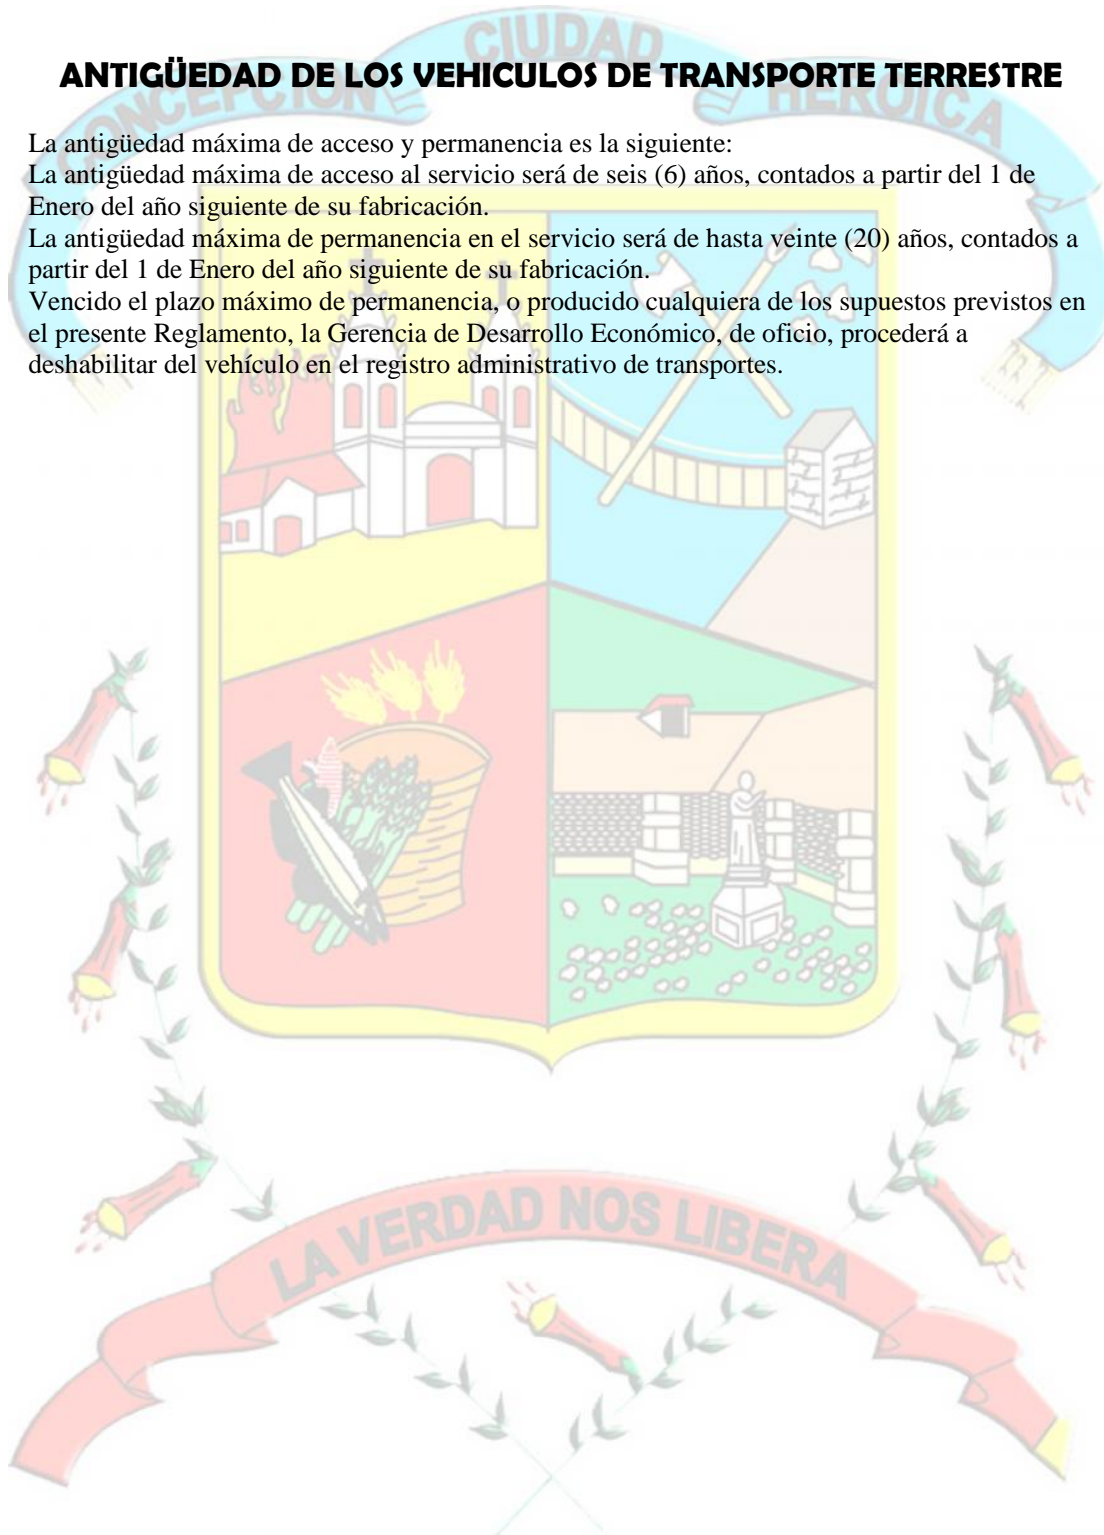 CIUDAD
CONCEPCION HEROICA
ANTIGÜEDAD DE LOS VEHICULOS DE TRANSPORTE TERRESTRE
La antigüedad máxima de acceso y permanencia es la siguiente:
La antigüedad máxima de acceso al servicio será de seis (6) años, contados a partir del 1 de
Enero del año siguiente de su fabricación.
La antigüedad máxima de permanencia en el servicio será de hasta veinte (20) años, contados a
partir del 1 de Enero del año siguiente de su fabricación.
Vencido el plazo máximo de permanencia, o producido cualquiera de los supuestos previstos en
el presente Reglamento, la Gerencia de Desarrollo Económico, de oficio, procederá a
deshabilitar del vehículo en el registro administrativo de transportes.
LA VERDAD NOS LIBERA